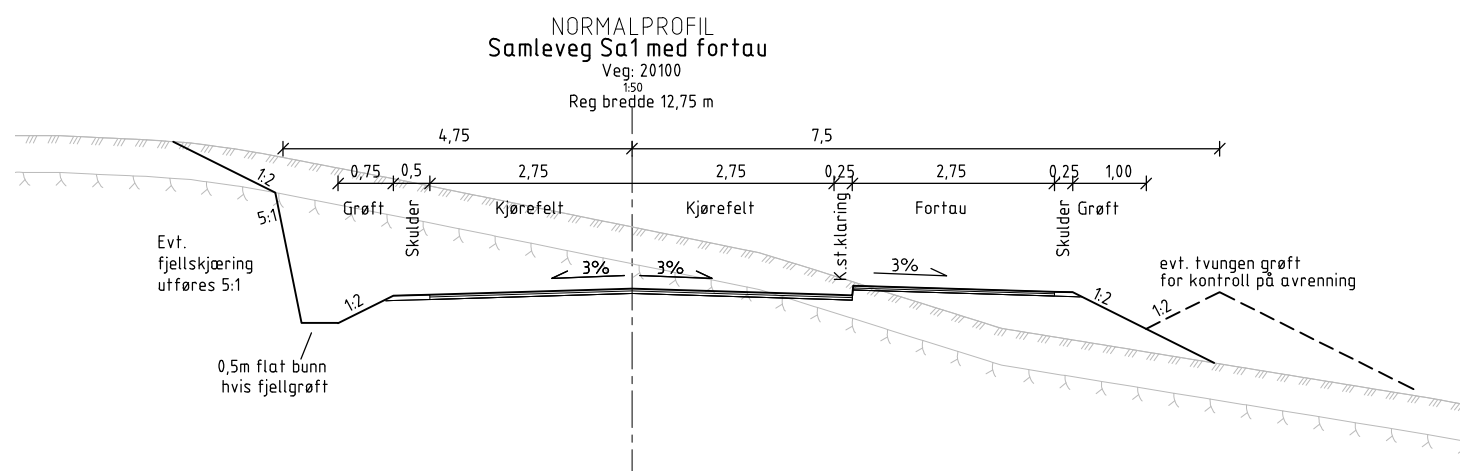 NORMALPROFIL
Samleveg Sa1 med fortau
Veg: 20100
1:50
Reg bredde 12,75 m
4,75
7,5
0,75
0,5
2,75
2,75
0,25
2,75
0,25
1,00
Grøft
Skulder
Kjørefelt
Kjørefelt
K.st.klaring
Fortau
Skulder
Grøft
1:2
5:1
Evt.
fjellskjæring
utføres 5:1
3%
3%
3%
evt. tvungen grøft
for kontroll på avrenning
1:2
1:2
1:2
0,5m flat bunn
hvis fjellgrøft